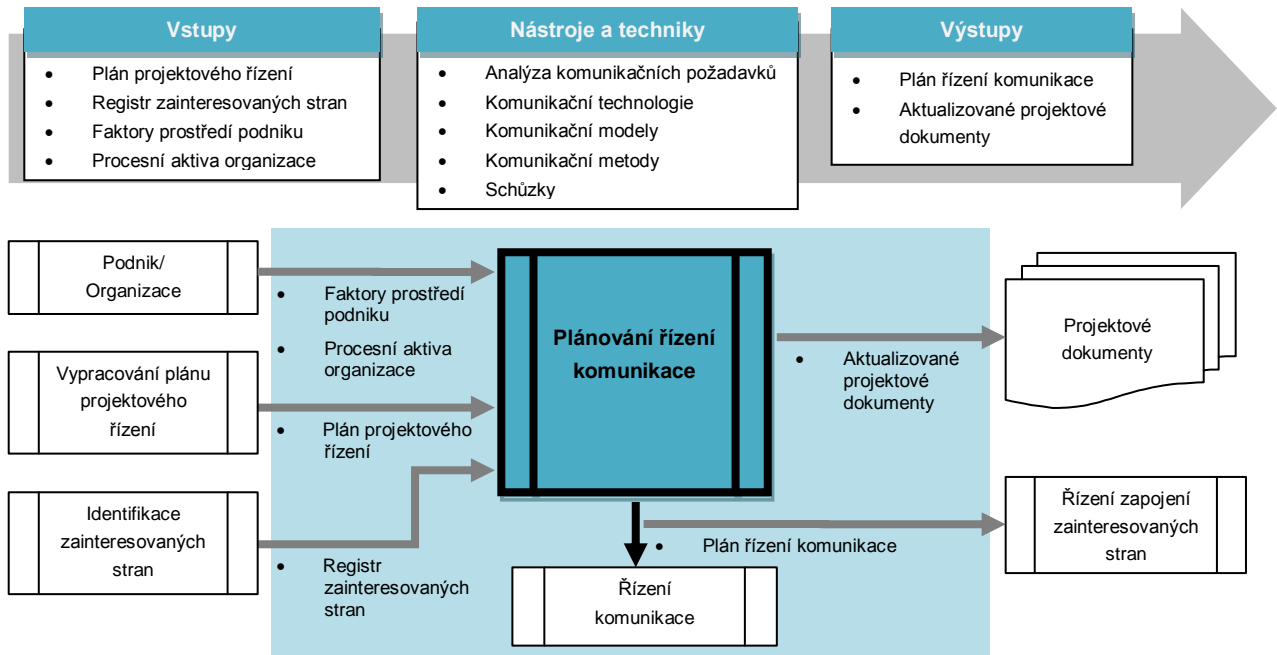 Vstupy
• Plán projektového řízení
• Registr zainteresovaných stran
• Faktory prostředí podniku
• Procesní aktiva organizace
Nástroje a techniky
• Analýza komunikačních požadavků
• Komunikační technologie
• Komunikační modely
• Komunikační metody
• Schůzky
Výstupy
• Plán řízení komunikace
• Aktualizované projektové
dokumenty
Podnik/
Organizace
Vypracování plánu
projektového
řízení
Identifikace
zainteresovaných
stran
• Faktory prostředí
podniku
• Procesní aktiva
organizace
• Plán projektového
řízení
• Registr
zainteresovaných
stran
Plánování řízení
komunikace
• Aktualizované
projektové
dokumenty
• Plán řízení komunikace
Řízení
komunikace
Projektové
dokumenty
Řízení zapojení
zainteresovaných
stran